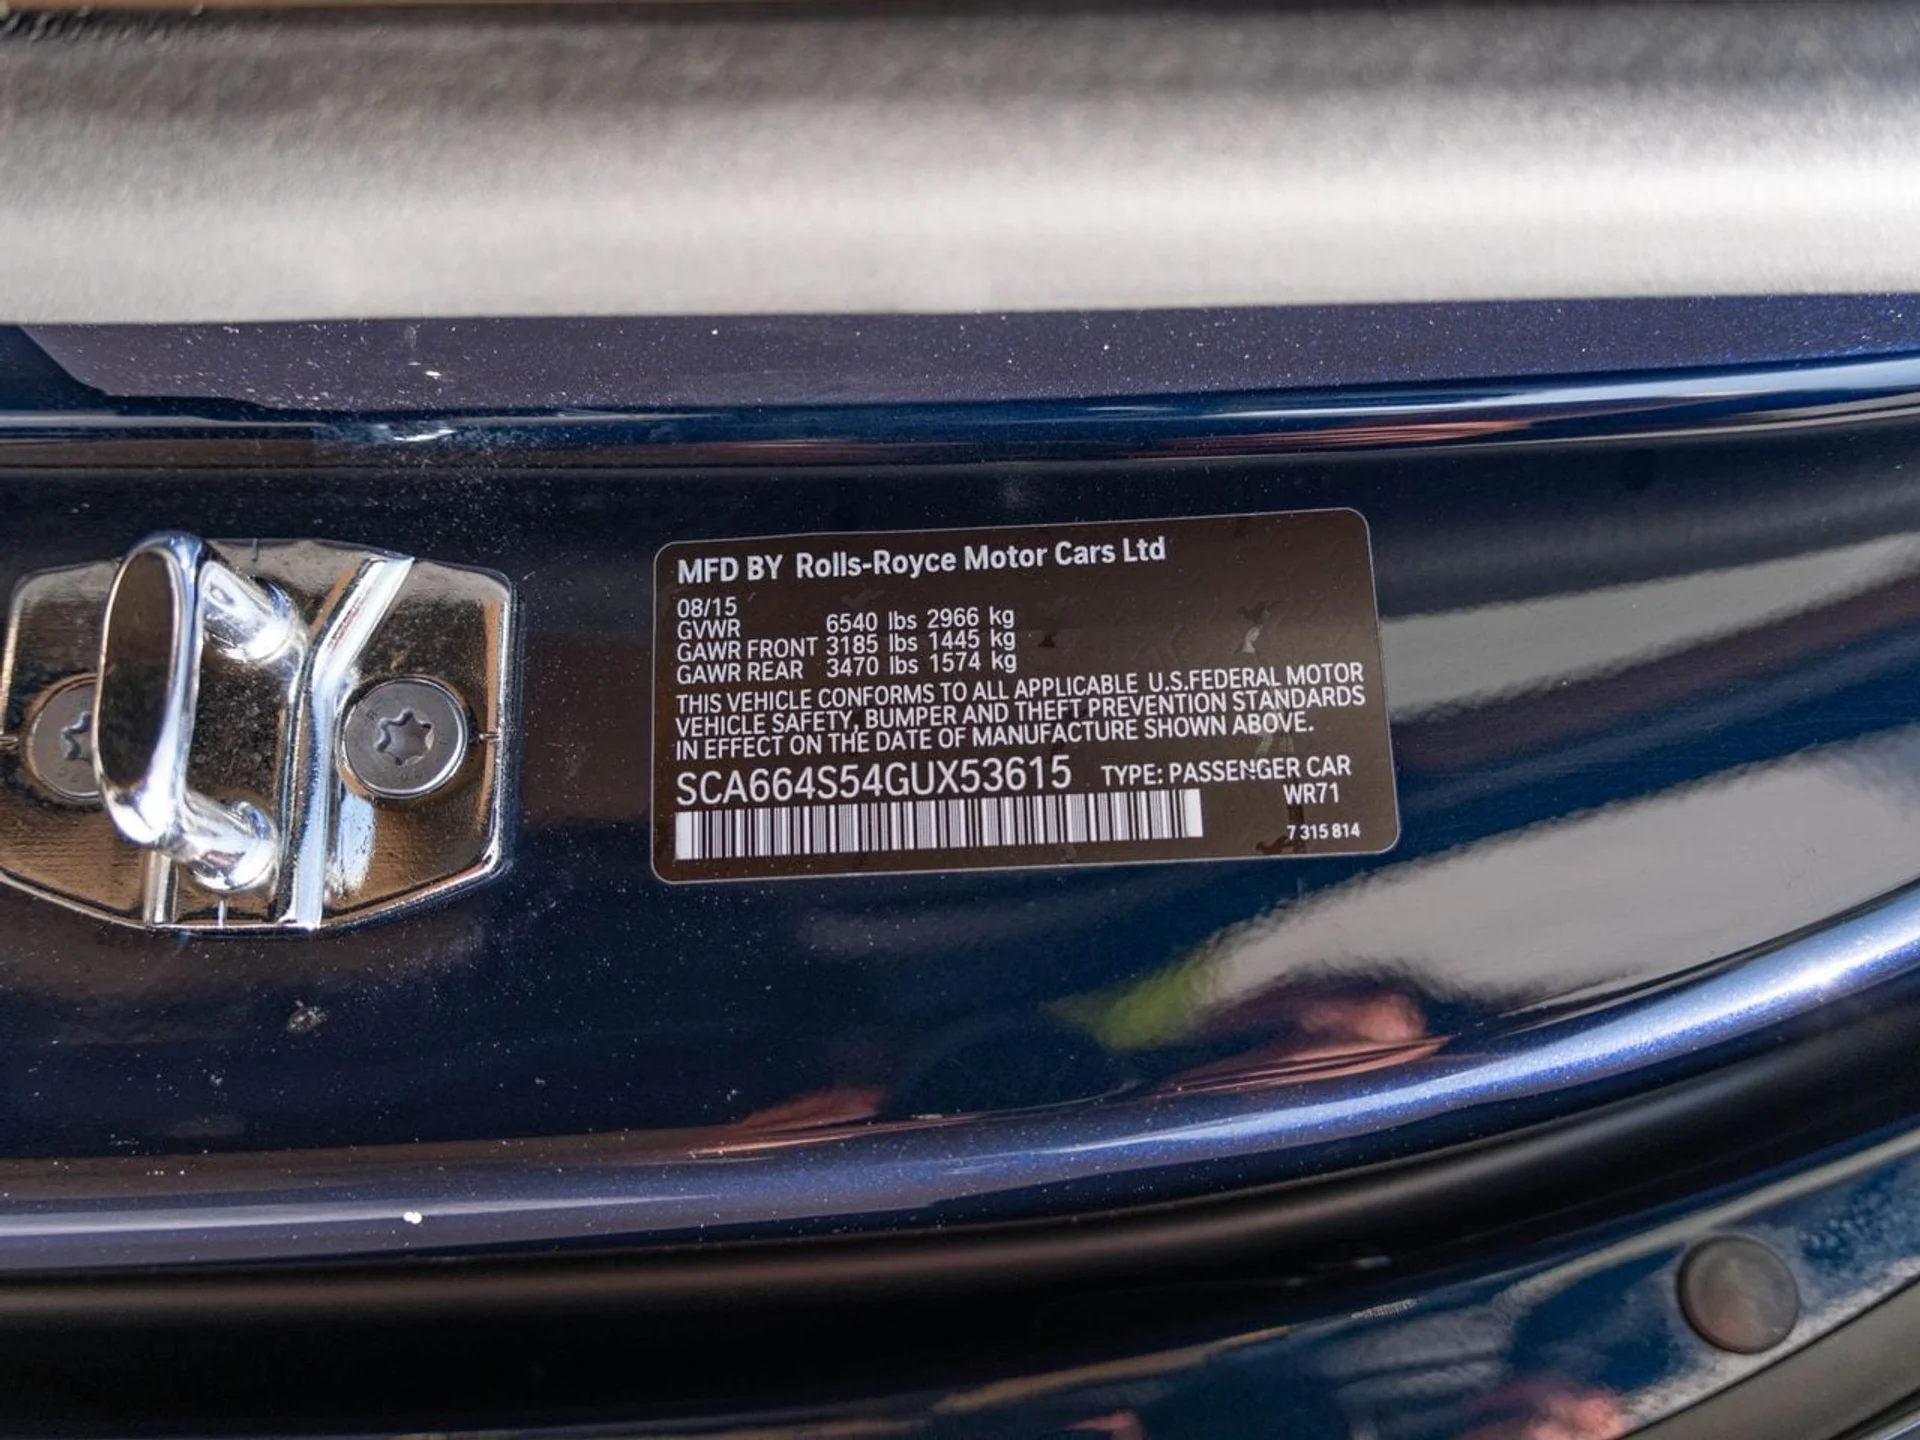 MFD BY Rolls-Royce Motor Cars Ltd
08/15
GVWR 6540 lbs 2966 kg
GAWR FRONT 3185 lbs 1445 kg
GAWR REAR 3470 lbs 1574 kg
THIS VEHICLE CONFORMS TO ALL APPLICABLE U.S.FEDERAL MOTOR
VEHICLE SAFETY, BUMPER AND THEFT PREVENTION STANDARDS
IN EFFECT ON THE DATE OF MANUFACTURE SHOWN ABOVE.
SCA664S54GUX53615 TYPE: PASSENGER CAR
WR71
7 315 814